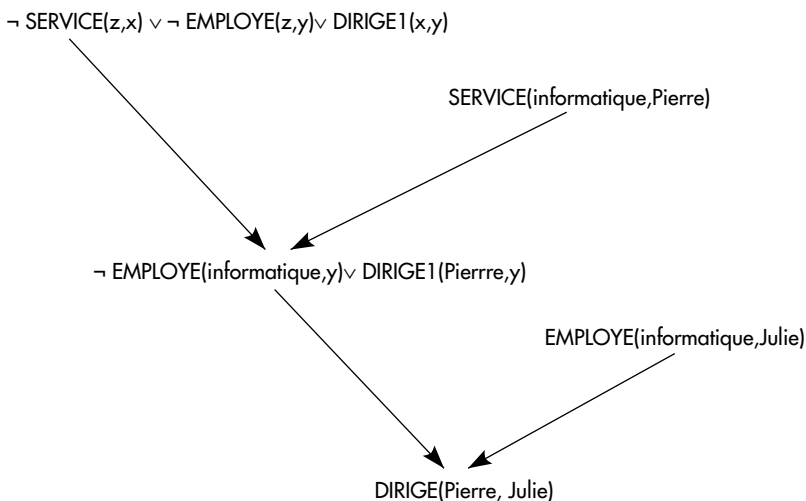 ¬ SERVICE(z,x) ∨ ¬ EMPLOYE(z,y)∨ DIRIGE1(x,y)
SERVICE(informatique,Pierre)
¬ EMPLOYE(informatique,y)∨ DIRIGE1(Pierrre,y)
EMPLOYE(informatique,Julie)
DIRIGE(Pierre, Julie)